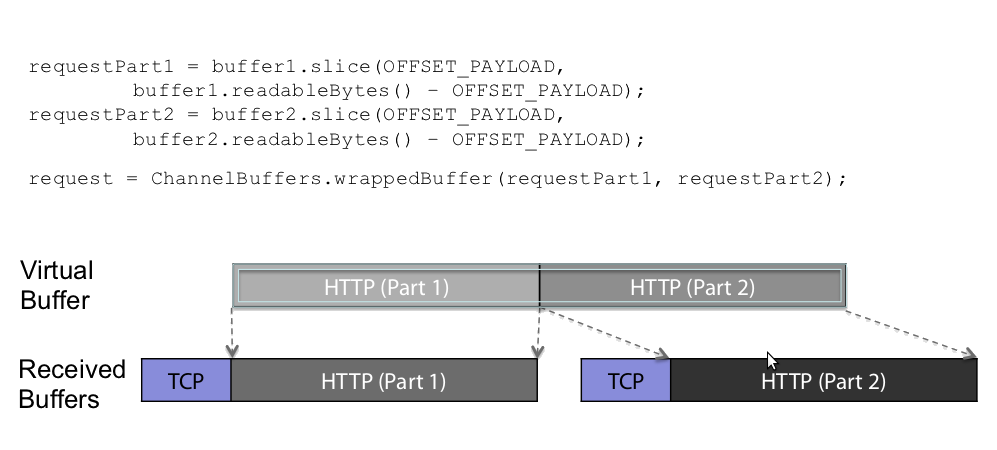 requestPart1 = buffer1.slice(OFFSET_PAYLOAD,
buffer1.readableBytes() - OFFSET_PAYLOAD);
requestPart2 = buffer2.slice(OFFSET_PAYLOAD,
buffer2.readableBytes() - OFFSET_PAYLOAD);
request = ChannelBuffers.wrappedBuffer(requestPart1, requestPart2);
Virtual
Buffer
HTTP (Part 1)
HTTP (Part 2)
Received
Buffers
TCP
HTTP (Part 1)
TCP
HTTP (Part 2)